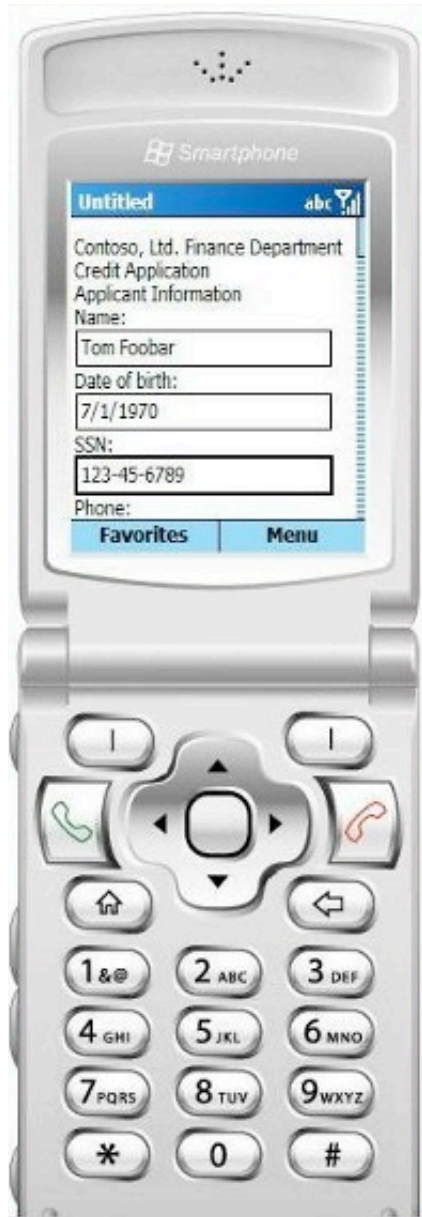 Smartphone
Untitled abc
Contoso, Ltd. Finance Department
Credit Application
Applicant Information
Name:
Tom Foobar
Date of birth:
7/1/1970
SSN:
123-45-6789
Phone:
Favorites Menu
1 &@ 2 ABC 3 DEF
4 GHI 5 JKL 6 MNO
7 PQRS 8 TUV 9 WXYZ
* 0 #